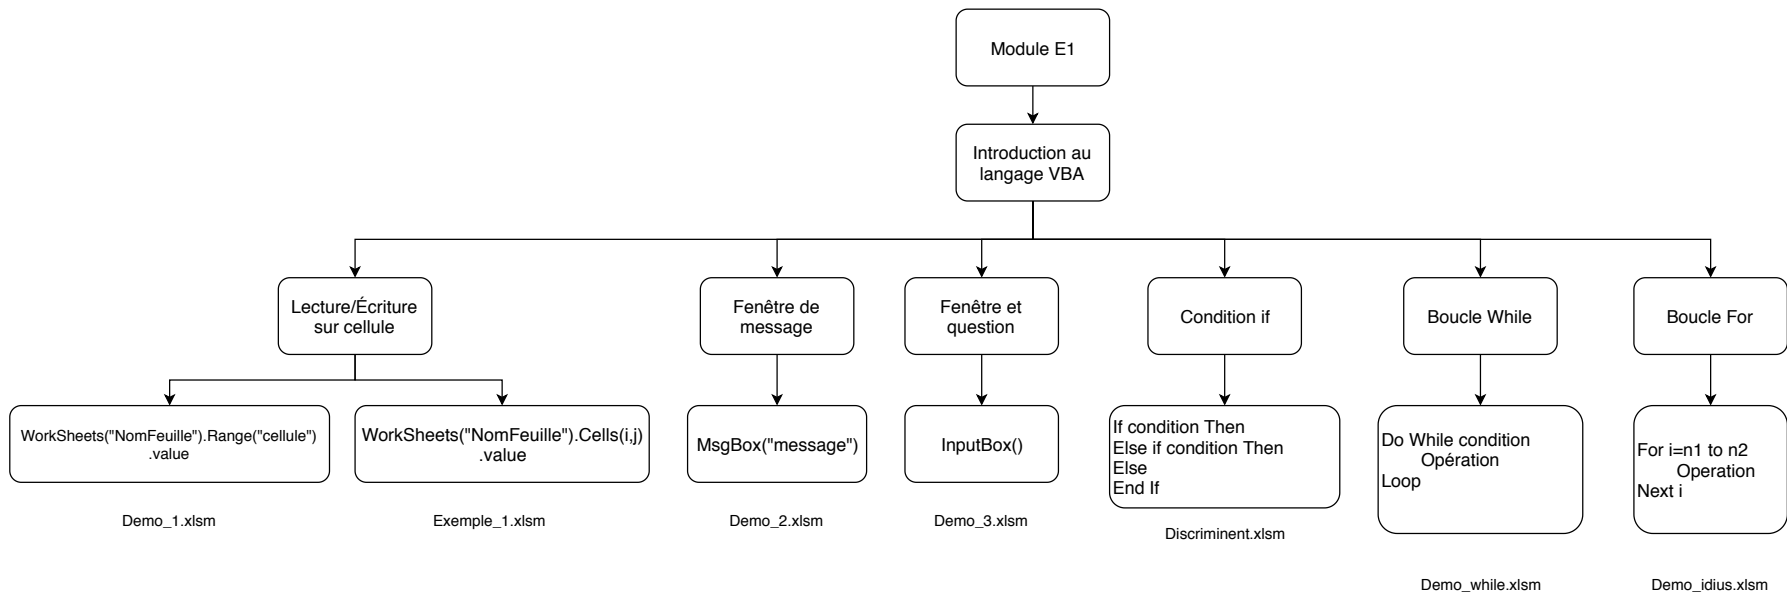 Module E1
Introduction au
langage VBA
Lecture/Écriture
sur cellule
Fenêtre de
message
Fenêtre et
question
Condition if
Boucle While
Boucle For
WorkSheets("NomFeuille").Range("cellule")
.value
WorkSheets("NomFeuille").Cells(i,j)
.value
MsgBox("message")
InputBox()
If condition Then
Else if condition Then
Else
End If
Do While condition
Opération
Loop
For i=n1 to n2
Operation
Next i
Demo_1.xlsm
Exemple_1.xlsm
Demo_2.xlsm
Demo_3.xlsm
Discriminent.xlsm
Demo_while.xlsm
Demo_idius.xlsm